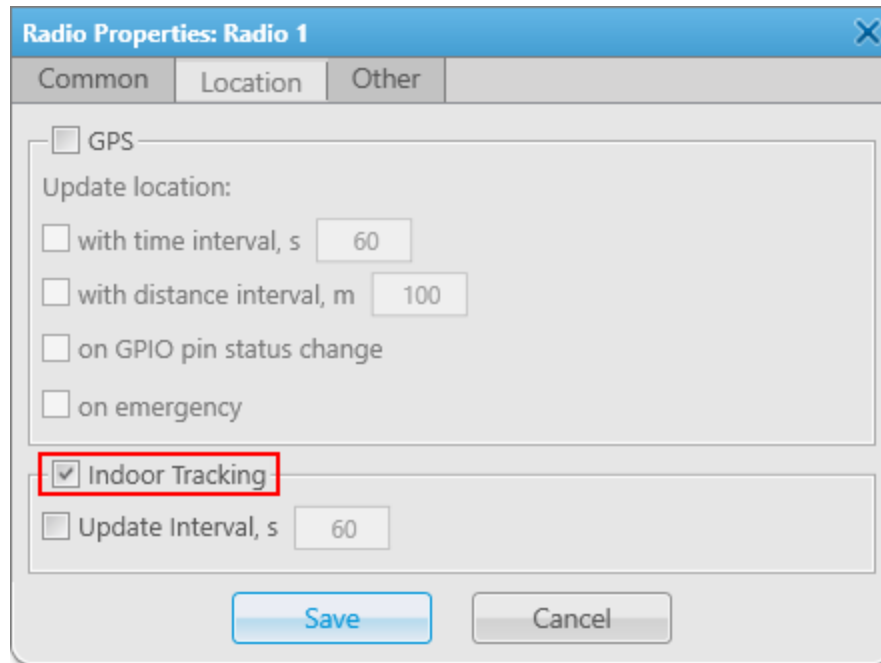 Radio Properties: Radio 1
Common Location Other
GPS
Update location:
with time interval, s 60
with distance interval, m 100
on GPIO pin status change
on emergency
Indoor Tracking
Update Interval, s 60
Save Cancel